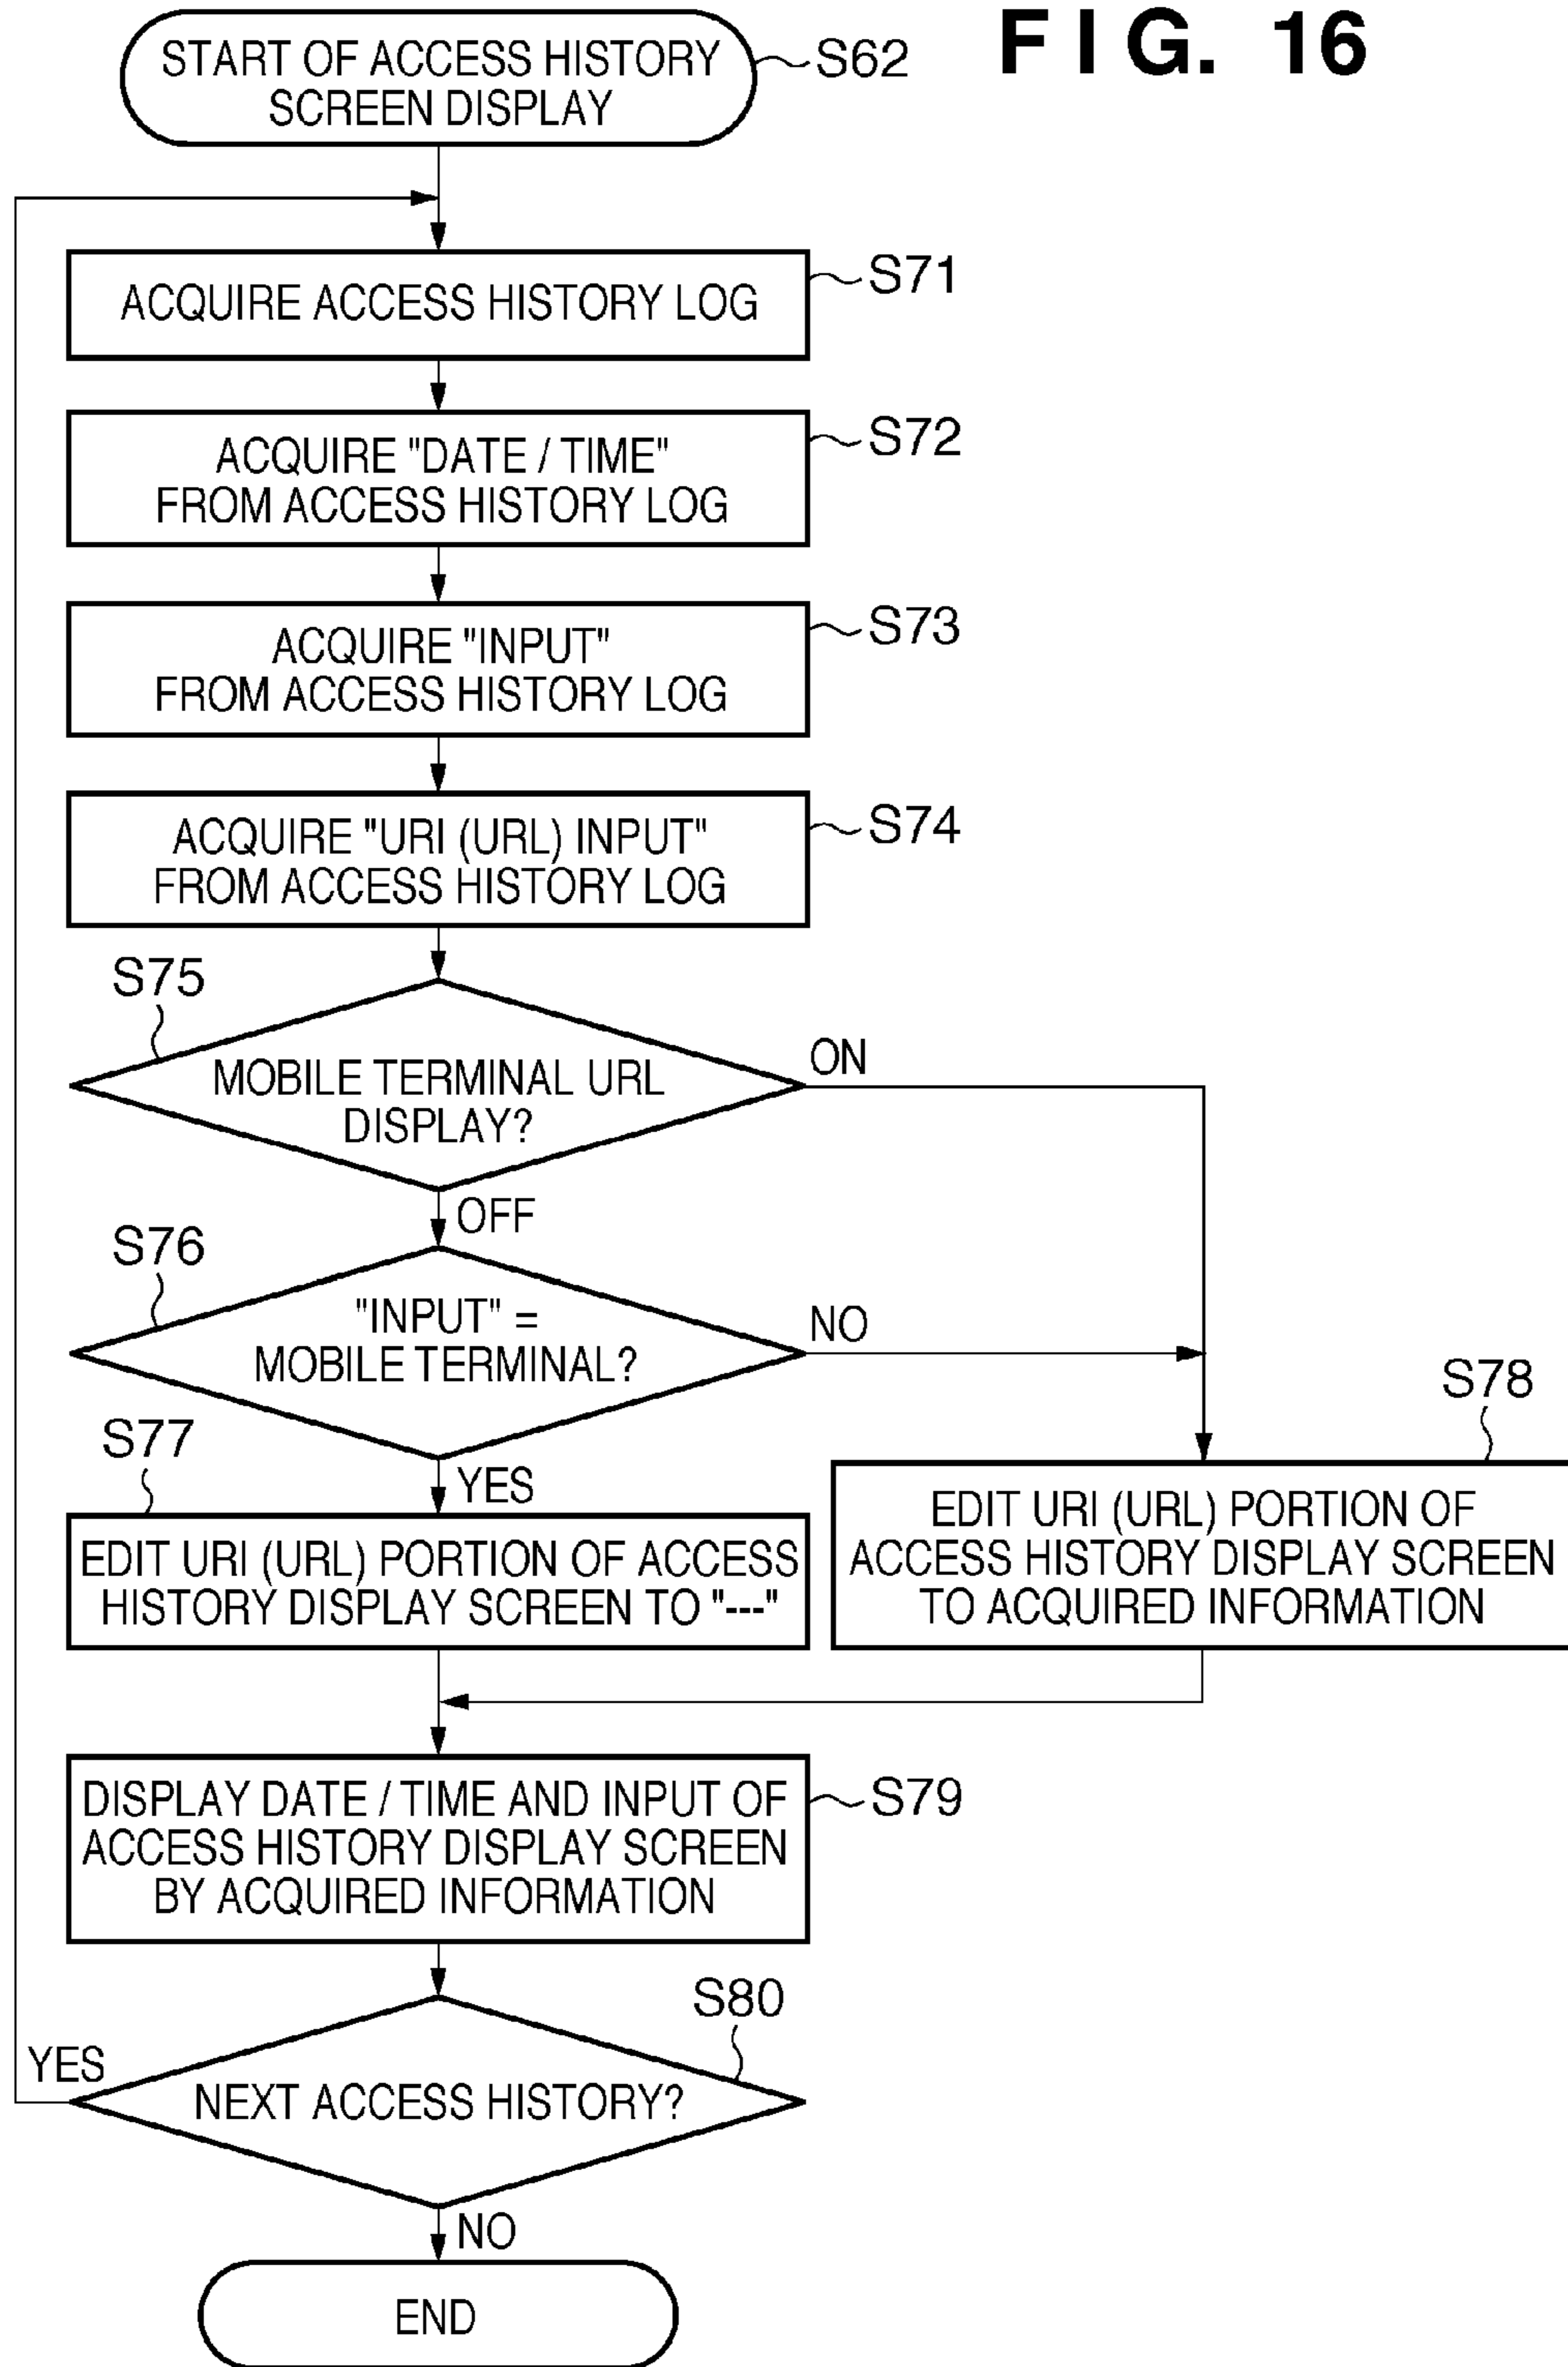 FIG. 16
START OF ACCESS HISTORY
SCREEN DISPLAY
S62
ACQUIRE ACCESS HISTORY LOG
S71
ACQUIRE "DATE / TIME"
FROM ACCESS HISTORY LOG
S72
ACQUIRE "INPUT"
FROM ACCESS HISTORY LOG
S73
ACQUIRE "URI (URL) INPUT"
FROM ACCESS HISTORY LOG
S74
S75
MOBILE TERMINAL URL
DISPLAY?
ON
OFF
S76
"INPUT" =
MOBILE TERMINAL?
NO
YES
S77
EDIT URI (URL) PORTION OF ACCESS
HISTORY DISPLAY SCREEN TO "---"
S78
EDIT URI (URL) PORTION OF
ACCESS HISTORY DISPLAY SCREEN
TO ACQUIRED INFORMATION
DISPLAY DATE / TIME AND INPUT OF
ACCESS HISTORY DISPLAY SCREEN
BY ACQUIRED INFORMATION
S79
S80
YES
NEXT ACCESS HISTORY?
NO
END